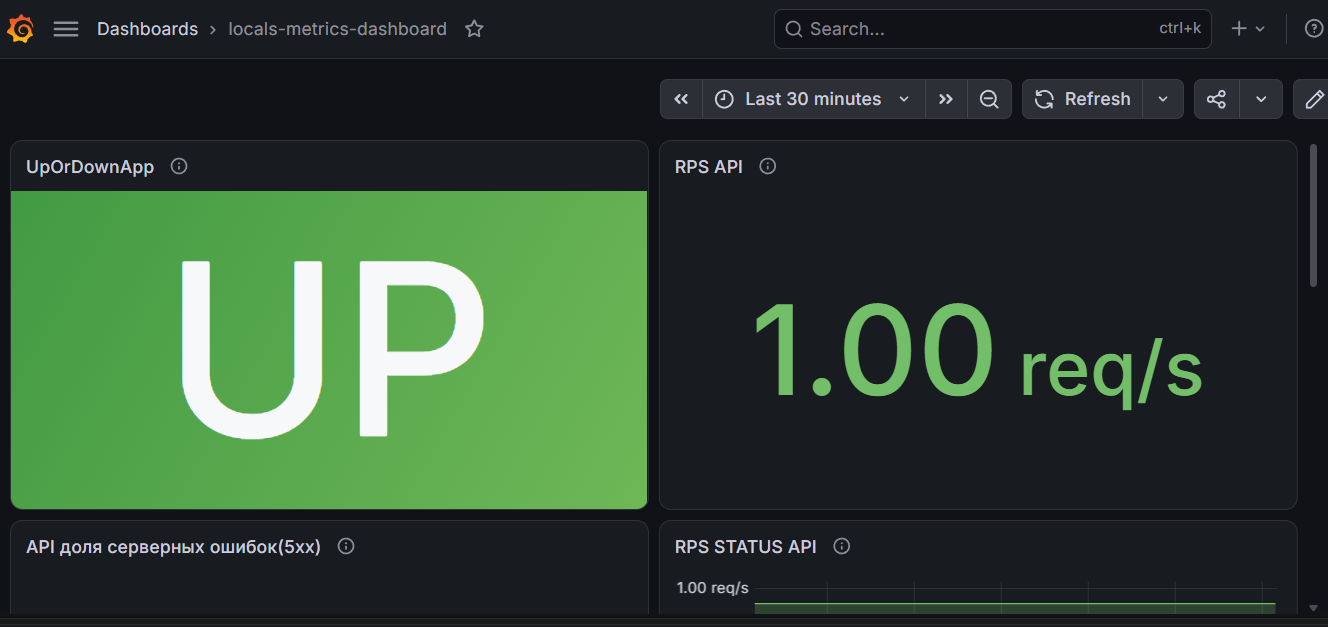 Dashboards › locals-metrics-dashboard
Search... ctrl+k
Last 30 minutes
Refresh
UpOrDownApp
UP
RPS API
1.00 req/s
API доля серверных ошибок(5xx)
RPS STATUS API
1.00 req/s